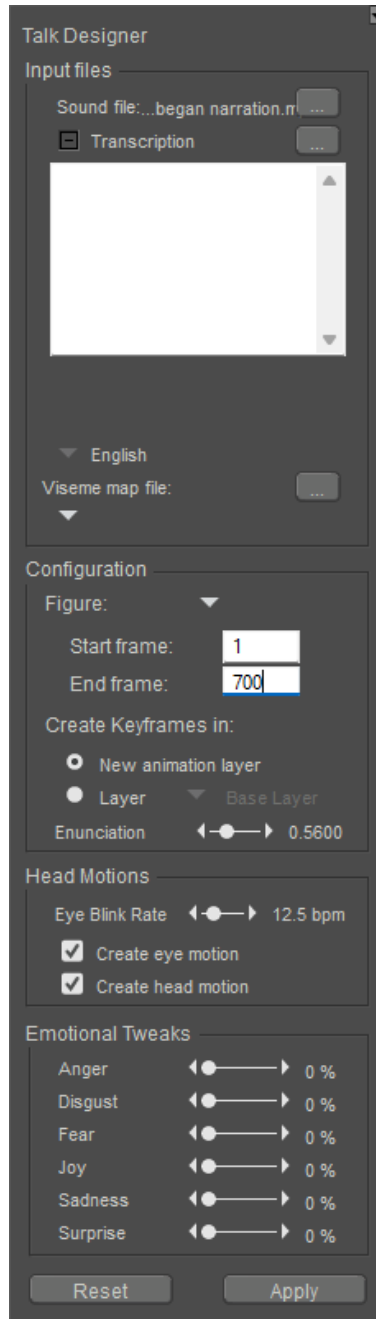 Talk Designer
Input files
Sound file:...began narration.m ...
Transcription ...
English
Viseme map file: ...
Configuration
Figure:
Start frame: 1
End frame: 700
Create Keyframes in:
New animation layer
Layer Base Layer
Enunciation 0.5600
Head Motions
Eye Blink Rate 12.5 bpm
Create eye motion
Create head motion
Emotional Tweaks
Anger 0 %
Disgust 0 %
Fear 0 %
Joy 0 %
Sadness 0 %
Surprise 0 %
Reset Apply